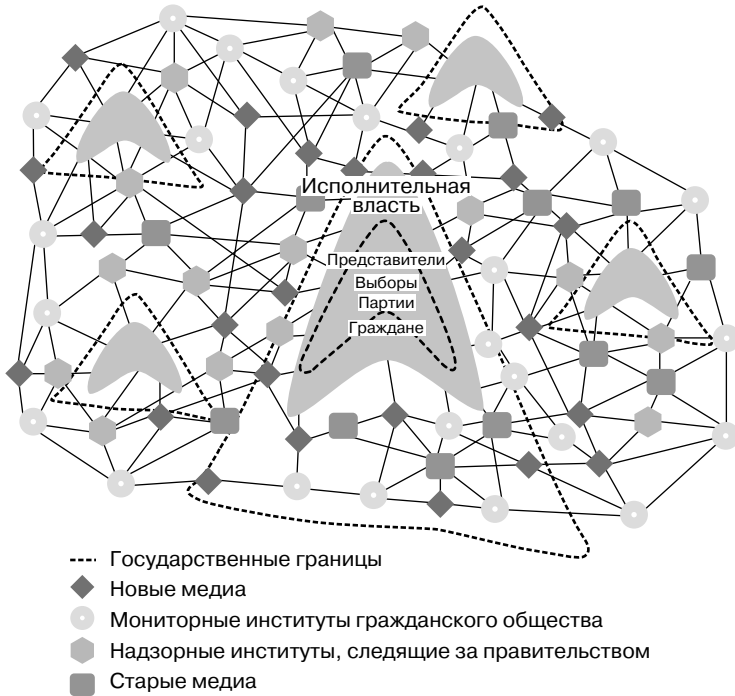 Исполнительная
власть
Представители
Выборы
Партии
Граждане
Государственные границы
Новые медиа
Мониторные институты гражданского общества
Надзорные институты, следящие за правительством
Старые медиа